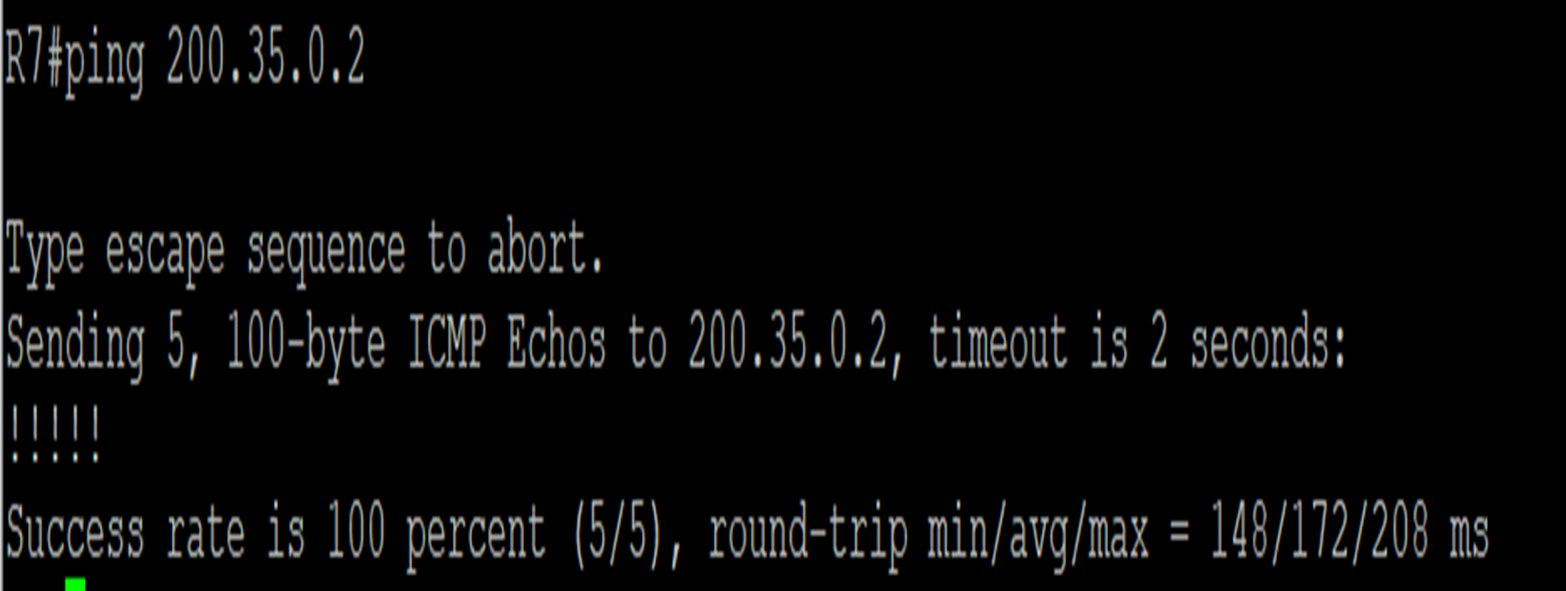 R7#ping 200.35.0.2
Type escape sequence to abort.
Sending 5, 100-byte ICMP Echos to 200.35.0.2, timeout is 2 seconds:
!!!!!
Success rate is 100 percent (5/5), round-trip min/avg/max = 148/172/208 ms